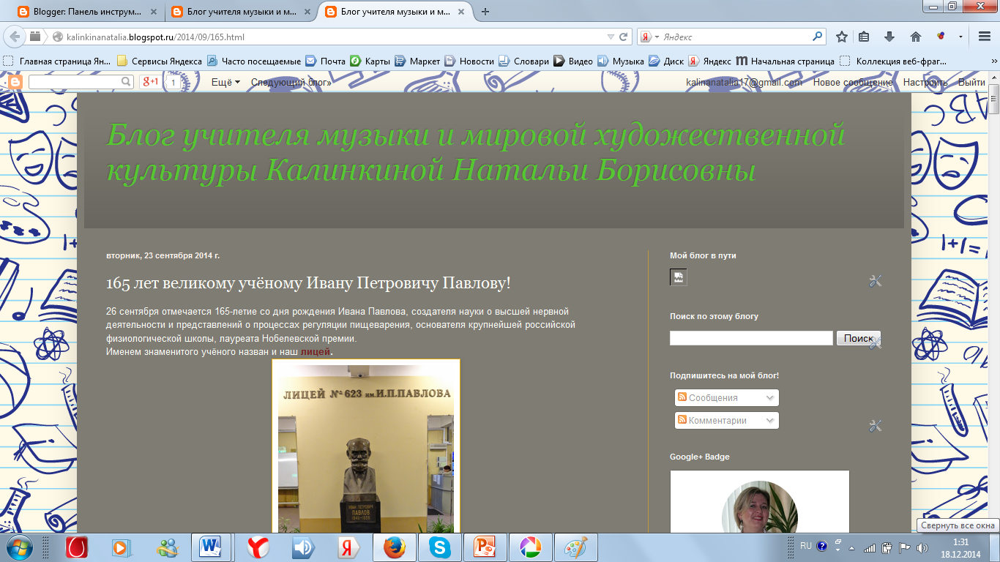 Blogger: Панель инструм...
Блог учителя музыки и м...
Блог учителя музыки и м...
kalinkinanatalia.blogspot.ru/2014/09/165.html
Яндекс
Главная страница Ян...
Сервисы Яндекса
Часто посещаемые
Почта
Карты
Маркет
Новости
Словари
Видео
Музыка
Диск
Яндекс
Начальная страница
Коллекция веб-фраг...
g+1
1
Ещё
Следующий блог»
kalinanatalia17@gmail.com
Новое сообщение
Настроить
Выйти
Блог учителя музыки и мировой художественной
культуры Калинкиной Натальи Борисовны
вторник, 23 сентября 2014 г.
165 лет великому учёному Ивану Петровичу Павлову!
26 сентября отмечается 165-летие со дня рождения Ивана Павлова, создателя науки о высшей нервной
деятельности и представлений о процессах регуляции пищеварения, основателя крупнейшей российской
физиологической школы, лауреата Нобелевской премии.
Именем знаменитого учёного назван и наш лицей.
ЛИЦЕЙ №623 им.И.П.ПАВЛОВА
ИВАН ПЕТРОВИЧ
ПАВЛОВ
1849-1936
Мой блог в пути
Поиск по этому блогу
Поиск
Подпишитесь на мой блог!
Сообщения
Комментарии
Google+ Badge
Свернуть все окна
RU
1:31
18.12.2014